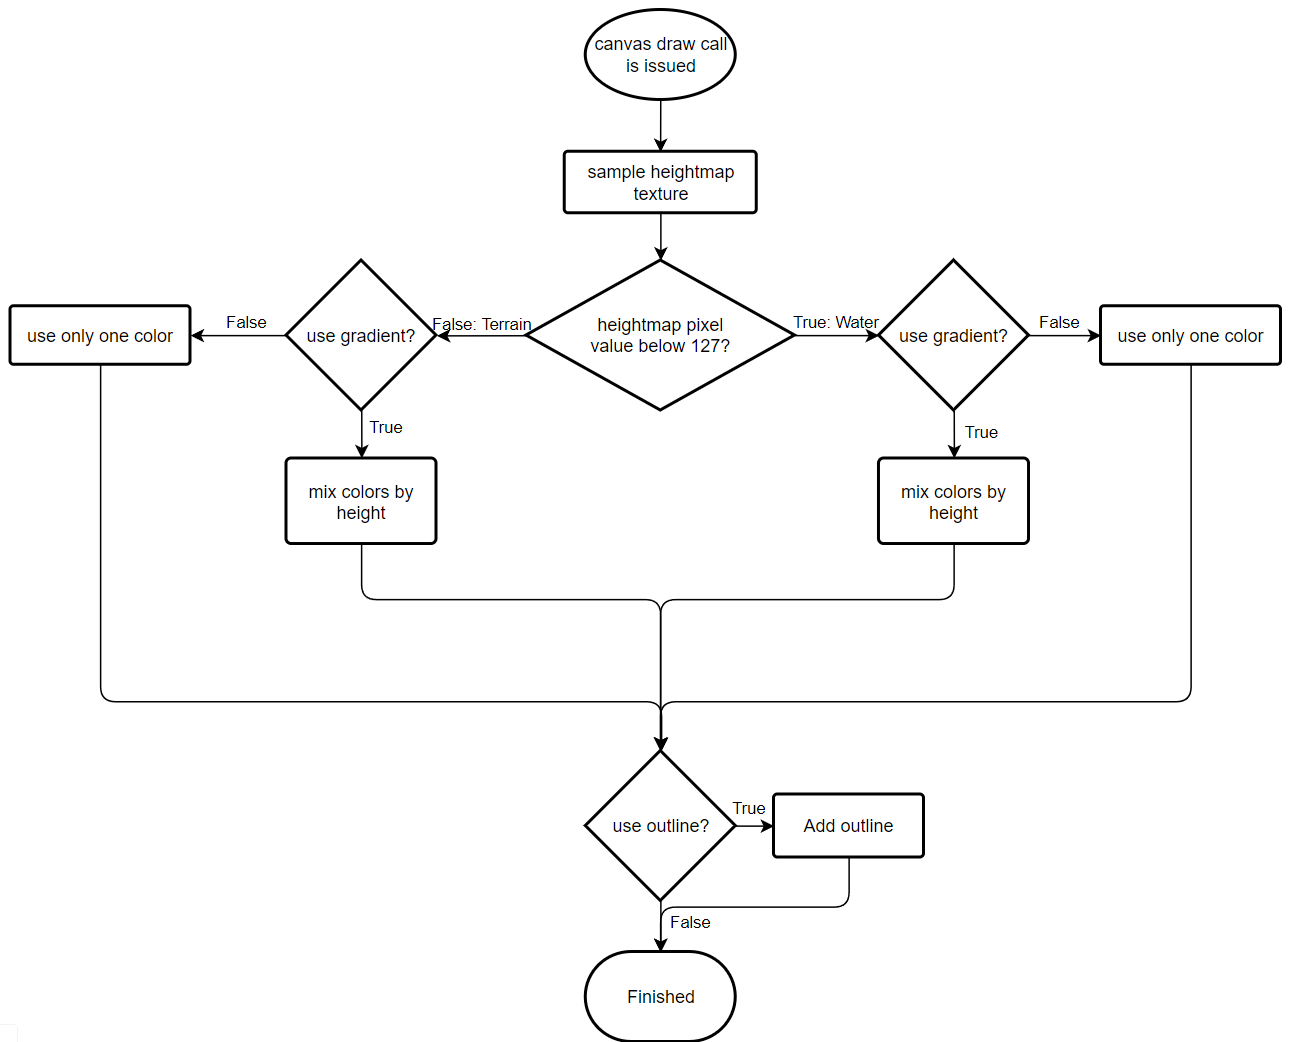 canvas draw call
is issued
sample heightmap
texture
use only one color
False
use gradient?
False: Terrain
heightmap pixel
value below 127?
True: Water
use gradient?
False
use only one color
True
True
mix colors by
height
mix colors by
height
use outline?
True
Add outline
False
Finished